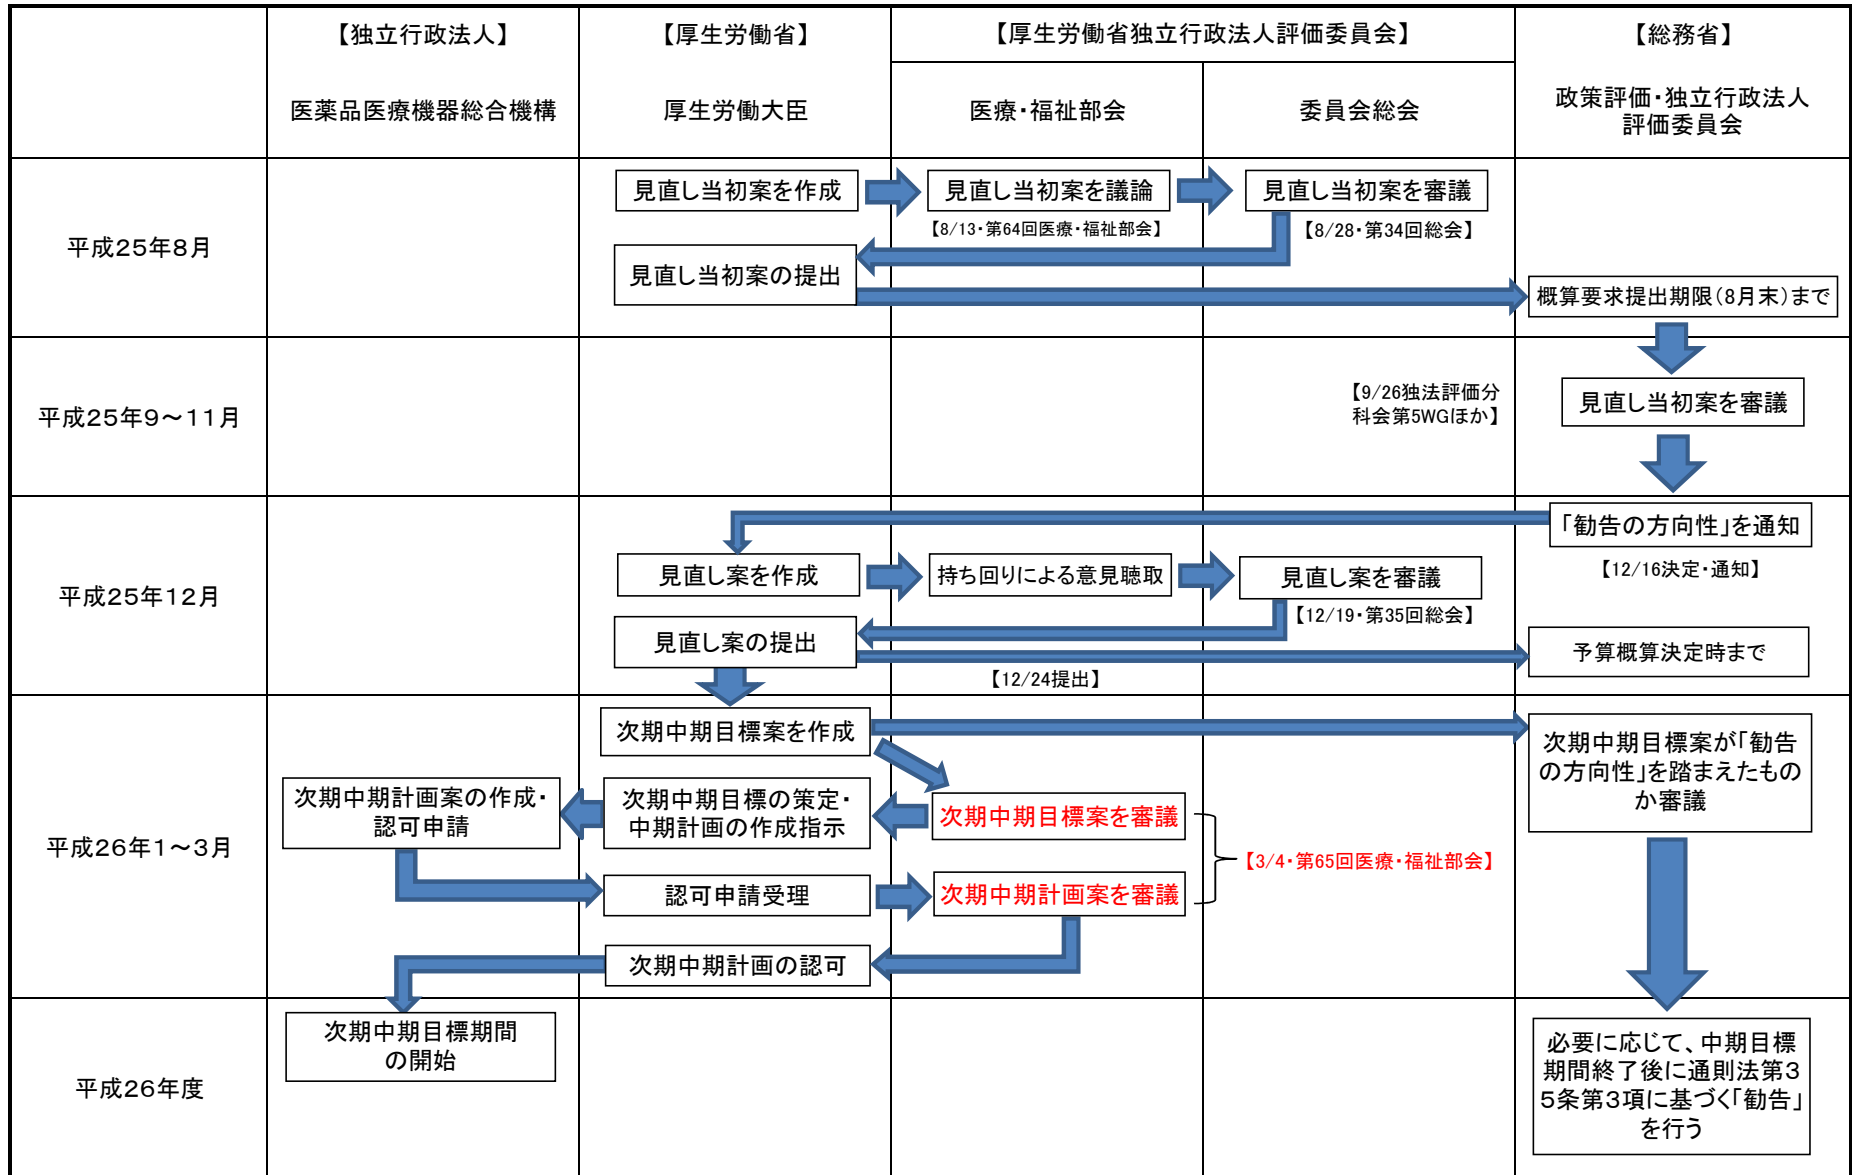 【独立行政法人】
医薬品医療機器総合機構
【厚生労働省】
厚生労働大臣
【厚生労働省独立行政法人評価委員会】
医療・福祉部会
委員会総会
【総務省】
政策評価・独立行政法人
評価委員会
平成25年8月
見直し当初案を作成
見直し当初案を議論
【8/13・第64回医療・福祉部会】
見直し当初案を審議
【8/28・第34回総会】
見直し当初案の提出
概算要求提出期限(8月末)まで
平成25年9～11月
【9/26独法評価分
科会第5WGほか】
見直し当初案を審議
平成25年12月
「勧告の方向性」を通知
【12/16決定・通知】
見直し案を作成
持ち回りによる意見聴取
見直し案を審議
【12/19・第35回総会】
見直し案の提出
【12/24提出】
予算概算決定時まで
平成26年1～3月
次期中期目標案を作成
次期中期目標案が「勧告
の方向性」を踏まえたもの
か審議
次期中期計画案の作成・
認可申請
次期中期目標の策定・
中期計画の作成指示
次期中期目標案を審議
【3/4・第65回医療・福祉部会】
認可申請受理
次期中期計画案を審議
次期中期計画の認可
平成26年度
次期中期目標期間
の開始
必要に応じて、中期目標
期間終了後に通則法第3
5条第3項に基づく「勧告」
を行う